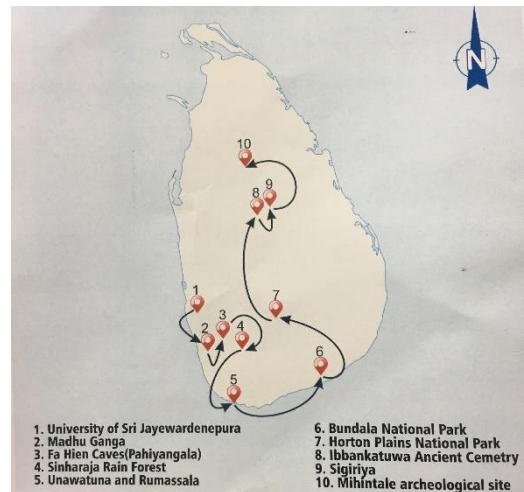 N
10
9
8
7
1
3
4
2
6
5
1. University of Sri Jayewardenepura
2. Madhu Ganga
3. Fa Hien Caves(Pahiyangala)
4. Sinharaja Rain Forest
5. Unawatuna and Rumassala
6. Bundala National Park
7. Horton Plains National Park
8. Ibbankatuwa Ancient Cemetry
9. Sigiriya
10. Mihintale archeological site